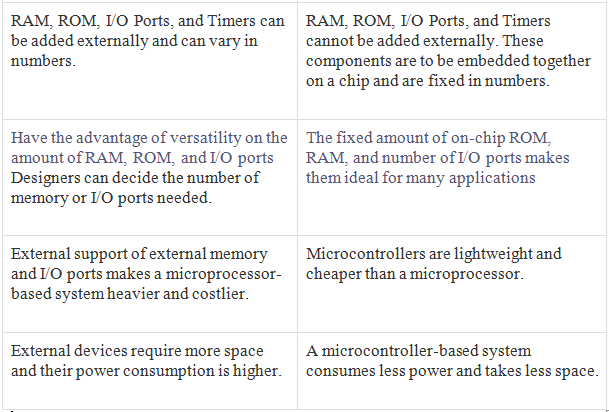 RAM, ROM, I/O Ports, and Timers can
be added externally and can vary in
numbers.
RAM, ROM, I/O Ports, and Timers
cannot be added externally. These
components are to be embedded together
on a chip and are fixed in numbers.
Have the advantage of versatility on the
amount of RAM, ROM, and I/O ports
Designers can decide the number of
memory or I/O ports needed.
The fixed amount of on-chip ROM,
RAM, and number of I/O ports makes
them ideal for many applications
External support of external memory
and I/O ports makes a microprocessor-
based system heavier and costlier.
Microcontrollers are lightweight and
cheaper than a microprocessor.
External devices require more space
and their power consumption is higher.
A microcontroller-based system
consumes less power and takes less space.